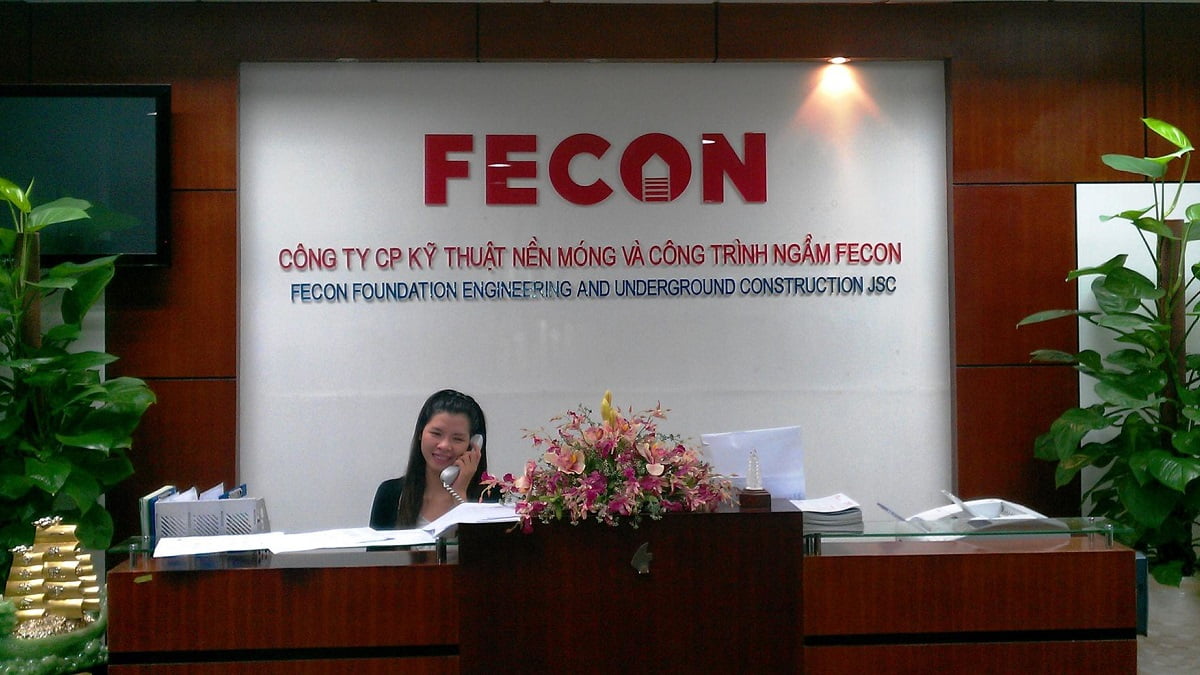 FECON
CÔNG TY CP KỸ THUẬT NỀN MÓNG VÀ CÔNG TRÌNH NGẦM FECON
FECON FOUNDATION ENGINEERING AND UNDERGROUND CONSTRUCTION JSC